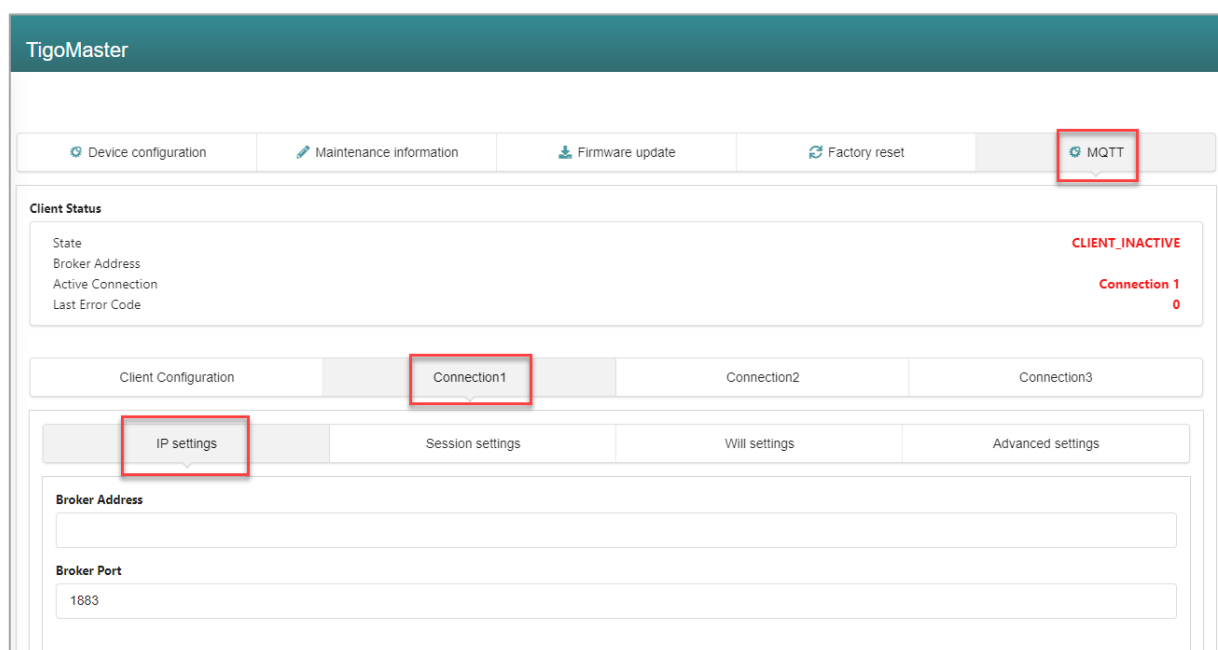 TigoMaster
Device configuration Maintenance information Firmware update Factory reset MQTT
Client Status
State CLIENT_INACTIVE
Broker Address
Active Connection Connection 1
Last Error Code 0
Client Configuration Connection1 Connection2 Connection3
IP settings Session settings Will settings Advanced settings
Broker Address
Broker Port
1883